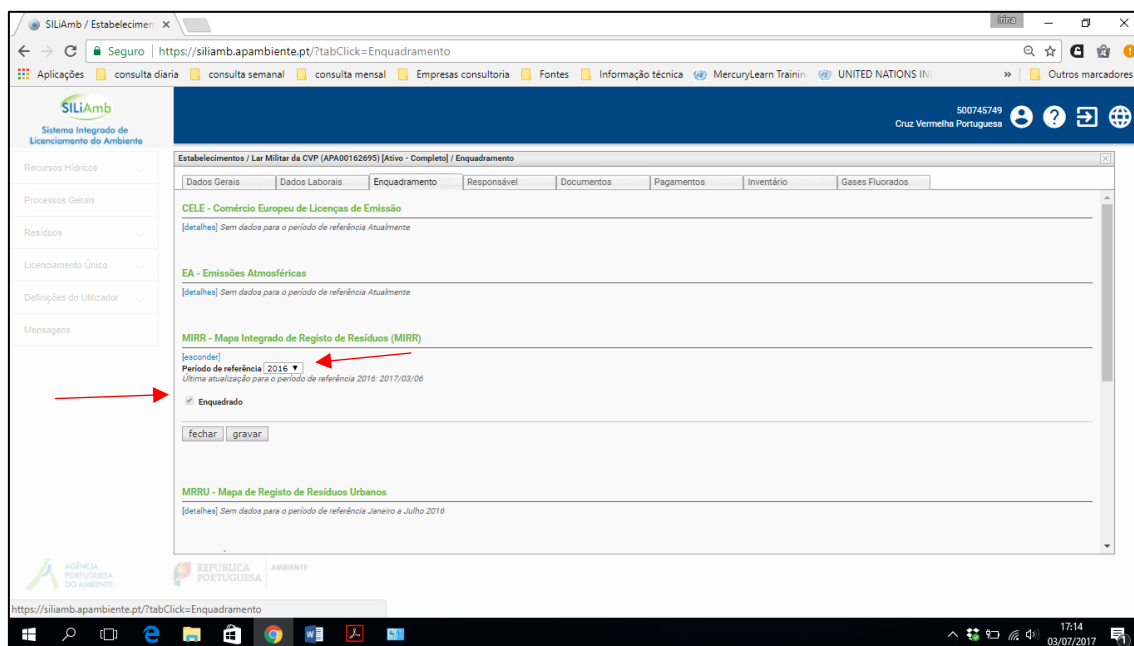 SILiAmb / Estabelecimen
Irina
Seguro | https://siliamb.apambiente.pt/?tabClick=Enquadramento
Aplicações consulta diaria consulta semanal consulta mensal Empresas consultoria Fontes Informação técnica MercuryLearn Trainin UNITED NATIONS IN » Outros marcadores
SILiAmb
Sistema Integrado de
Licenciamento do Ambiente
500745749
Cruz Vermelha Portuguesa
Recursos Hídricos
Processos Gerais
Resíduos
Licenciamento Único
Definições do Utilizador
Mensagens
Estabelecimentos / Lar Militar da CVP (APA00162695) [Ativo - Completo] / Enquadramento
Dados Gerais Dados Laborais Enquadramento Responsável Documentos Pagamentos Inventário Gases Fluorados
CELE - Comércio Europeu de Licenças de Emissão
[detalhes] Sem dados para o período de referência Atualmente
EA - Emissões Atmosféricas
[detalhes] Sem dados para o período de referência Atualmente
MIRR - Mapa Integrado de Registo de Resíduos (MIRR)
[esconder]
Período de referência 2016
Última atualização para o período de referência 2016: 2017/03/06
Enquadrado
fechar gravar
MRRU - Mapa de Registo de Resíduos Urbanos
[detalhes] Sem dados para o período de referência Janeiro a Julho 2016
AGÊNCIA
PORTUGUESA
DO AMBIENTE
REPÚBLICA
PORTUGUESA
AMBIENTE
https://siliamb.apambiente.pt/?tabClick=Enquadramento
17:14
03/07/2017